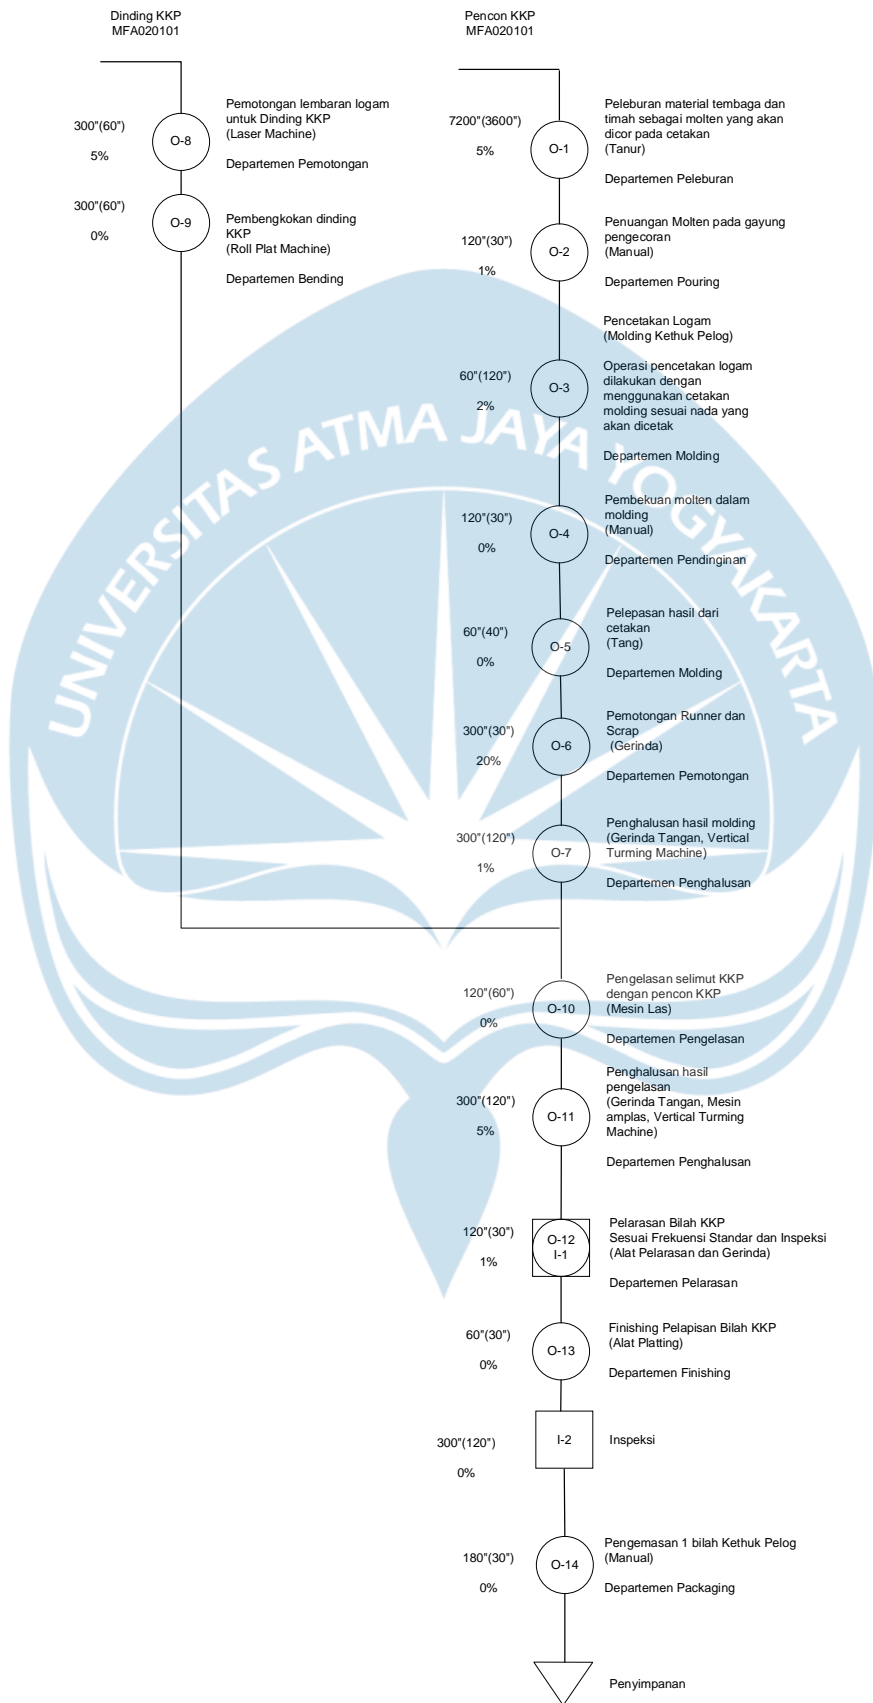 Dinding KKP
MFA020101
300"(60")
5%
O-8
Pemotongan lembaran logam
untuk Dinding KKP
(Laser Machine)
Departemen Pemotongan
300"(60")
0%
O-9
Pembengkokan dinding
KKP
(Roll Plat Machine)
Departemen Bending
Pencon KKP
MFA020101
7200"(3600")
5%
O-1
Peleburan material tembaga dan
timah sebagai molten yang akan
dicor pada cetakan
(Tanur)
Departemen Peleburan
120"(30")
1%
O-2
Penuangan Molten pada gayung
pengecoran
(Manual)
Departemen Pouring
Pencetakan Logam
(Molding Kethuk Pelog)
60"(120")
2%
O-3
Operasi pencetakan logam
dilakukan dengan
menggunakan cetakan
molding sesuai nada yang
akan dicetak
Departemen Molding
120"(30")
0%
O-4
Pembekuan molten dalam
molding
(Manual)
Departemen Pendinginan
60"(40")
0%
O-5
Pelepasan hasil dari
cetakan
(Tang)
Departemen Molding
300"(30")
20%
O-6
Pemotongan Runner dan
Scrap
(Gerinda)
Departemen Pemotongan
300"(120")
1%
O-7
Penghalusan hasil molding
(Gerinda Tangan, Vertical
Turming Machine)
Departemen Penghalusan
120"(60")
0%
O-10
Pengelasan selimut KKP
dengan pencon KKP
(Mesin Las)
Departemen Pengelasan
300"(120")
5%
O-11
Penghalusan hasil
pengelasan
(Gerinda Tangan, Mesin
amplas, Vertical Turming
Machine)
Departemen Penghalusan
120"(30")
1%
O-12
I-1
Pelarasan Bilah KKP
Sesuai Frekuensi Standar dan Inspeksi
(Alat Pelarasan dan Gerinda)
Departemen Pelarasan
60"(30")
0%
O-13
Finishing Pelapisan Bilah KKP
(Alat Platting)
Departemen Finishing
300"(120")
0%
I-2
Inspeksi
180"(30")
0%
O-14
Pengemasan 1 bilah Kethuk Pelog
(Manual)
Departemen Packaging
Penyimpanan
UNIVERSITAS ATMA JAYA YOGYAKARTA